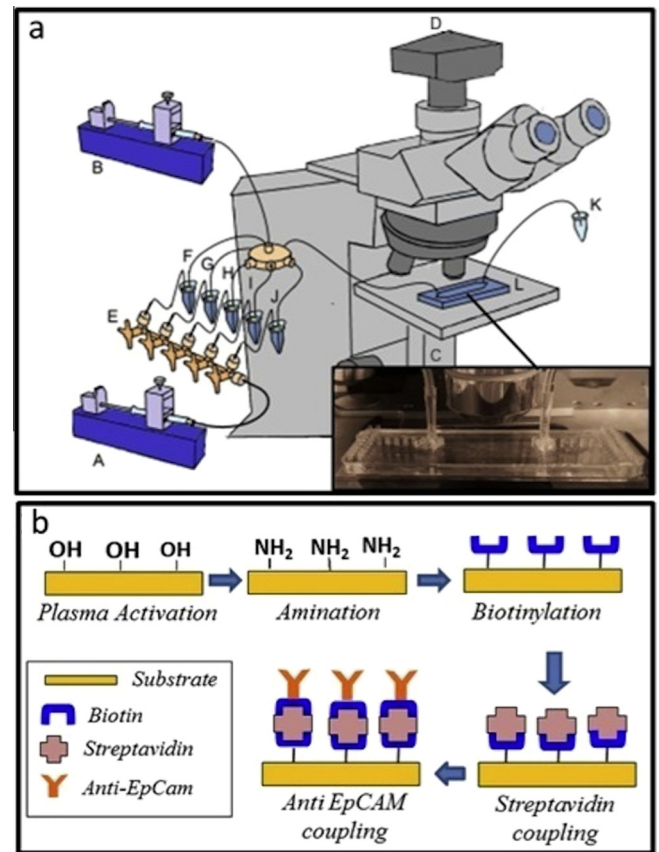 a
D
B
K
F
G
H
I
J
L
E
C
A
b
OH OH OH
NH2 NH2 NH2
Plasma Activation
Amination
Biotinylation
Substrate
Biotin
Streptavidin
Anti-EpCam
Anti EpCAM
coupling
Streptavidin
coupling